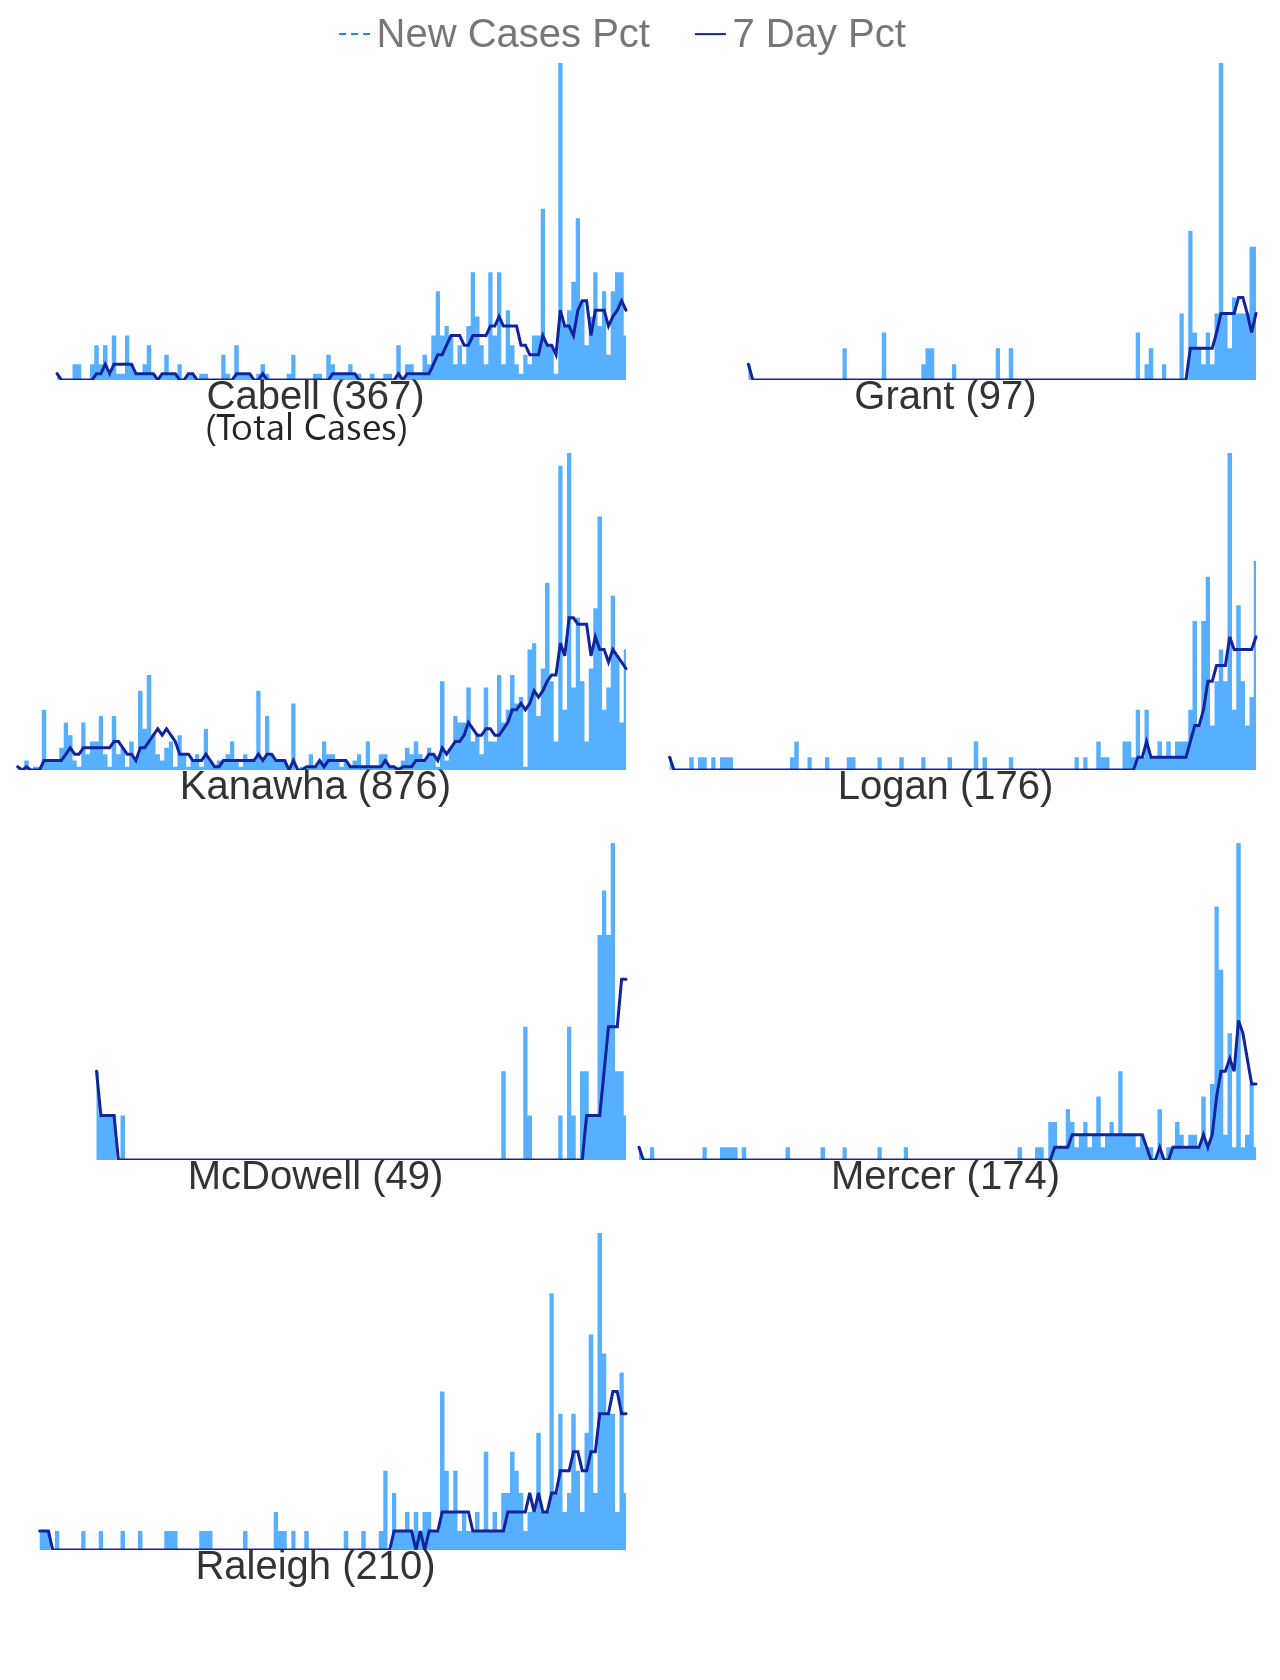 New Cases Pct 7 Day Pct
Cabell (367) Grant (97)
(Total Cases)
Kanawha (876) Logan (176)
McDowell (49) Mercer (174)
Raleigh (210)